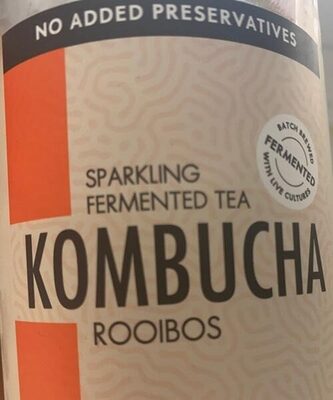 NO ADDED PRESERVATIVES
BATCH BREWED
FERMENTED
WITH LIVE CULTURES
SPARKLING
FERMENTED TEA
KOMBUCHA
ROOIBOS